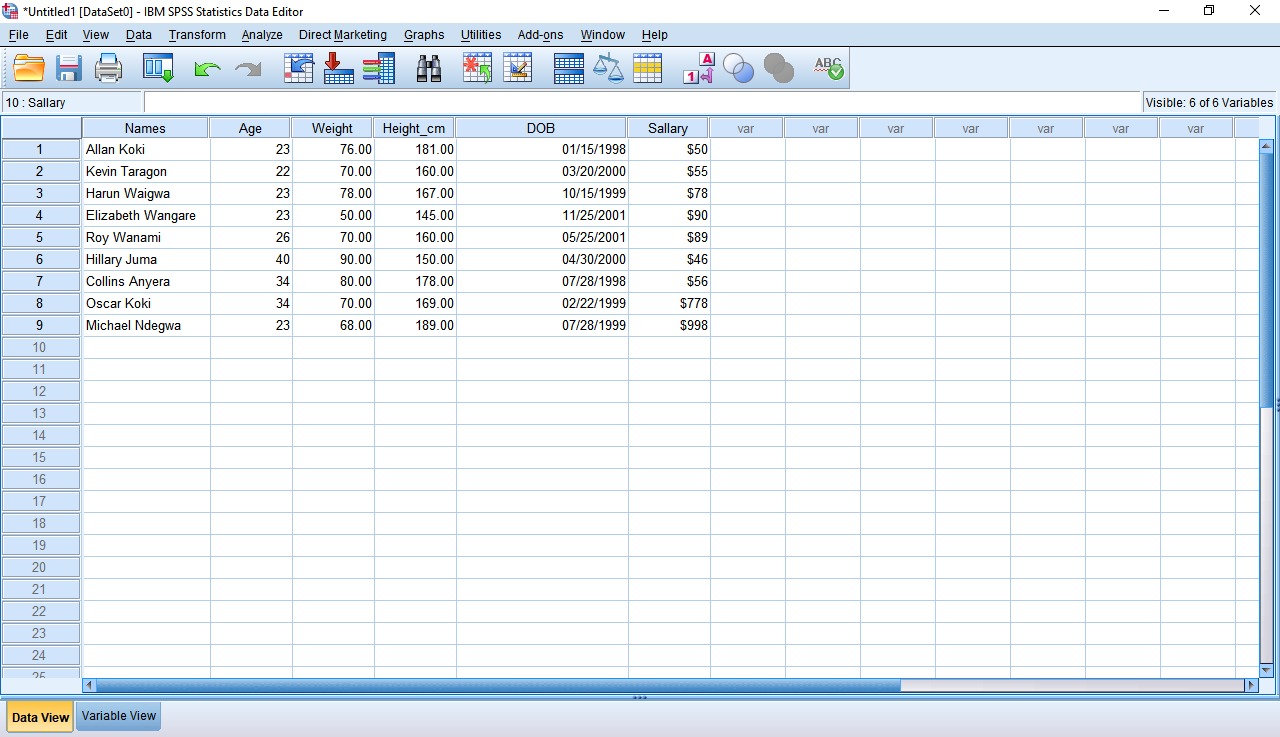 *Untitled1 [DataSet0] - IBM SPSS Statistics Data Editor
File Edit View Data Transform Analyze Direct Marketing Graphs Utilities Add-ons Window Help
A
1
ABC
10 : Sallary
Visible: 6 of 6 Variables
Names Age Weight Height_cm DOB Sallary var var var var var var var
1 Allan Koki 23 76.00 181.00 01/15/1998 $50
2 Kevin Taragon 22 70.00 160.00 03/20/2000 $55
3 Harun Waigwa 23 78.00 167.00 10/15/1999 $78
4 Elizabeth Wangare 23 50.00 145.00 11/25/2001 $90
5 Roy Wanami 26 70.00 160.00 05/25/2001 $89
6 Hillary Juma 40 90.00 150.00 04/30/2000 $46
7 Collins Anyera 34 80.00 178.00 07/28/1998 $56
8 Oscar Koki 34 70.00 169.00 02/22/1999 $778
9 Michael Ndegwa 23 68.00 189.00 07/28/1999 $998
10
11
12
13
14
15
16
17
18
19
20
21
22
23
24
25
Data View Variable View